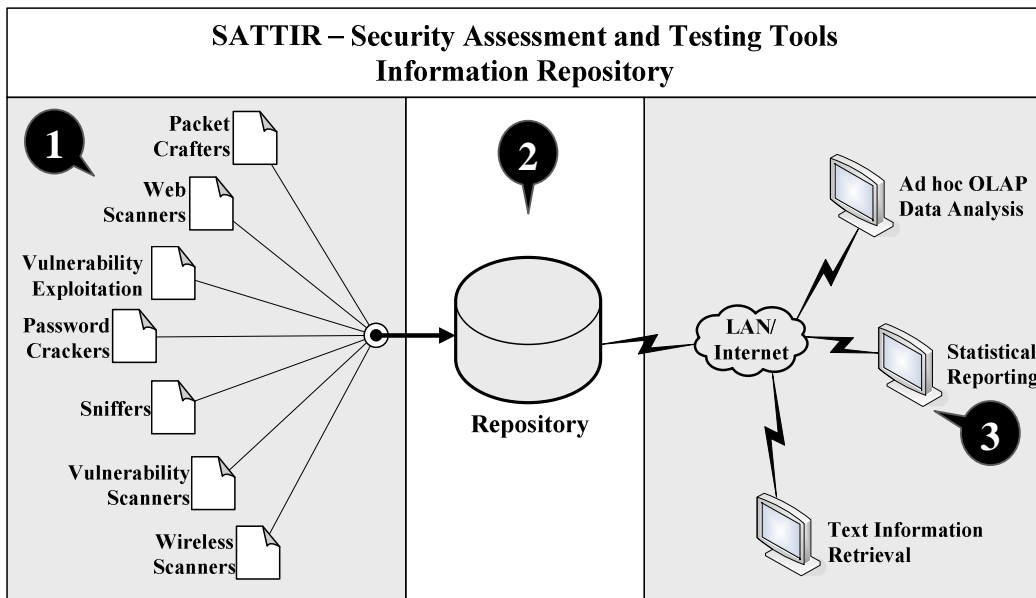 SATTIR – Security Assessment and Testing Tools
Information Repository
1
Packet
Crafters
Web
Scanners
Vulnerability
Exploitation
Password
Crackers
Sniffers
Vulnerability
Scanners
Wireless
Scanners
2
Repository
LAN/
Internet
Ad hoc OLAP
Data Analysis
Statistical
Reporting
3
Text Information
Retrieval